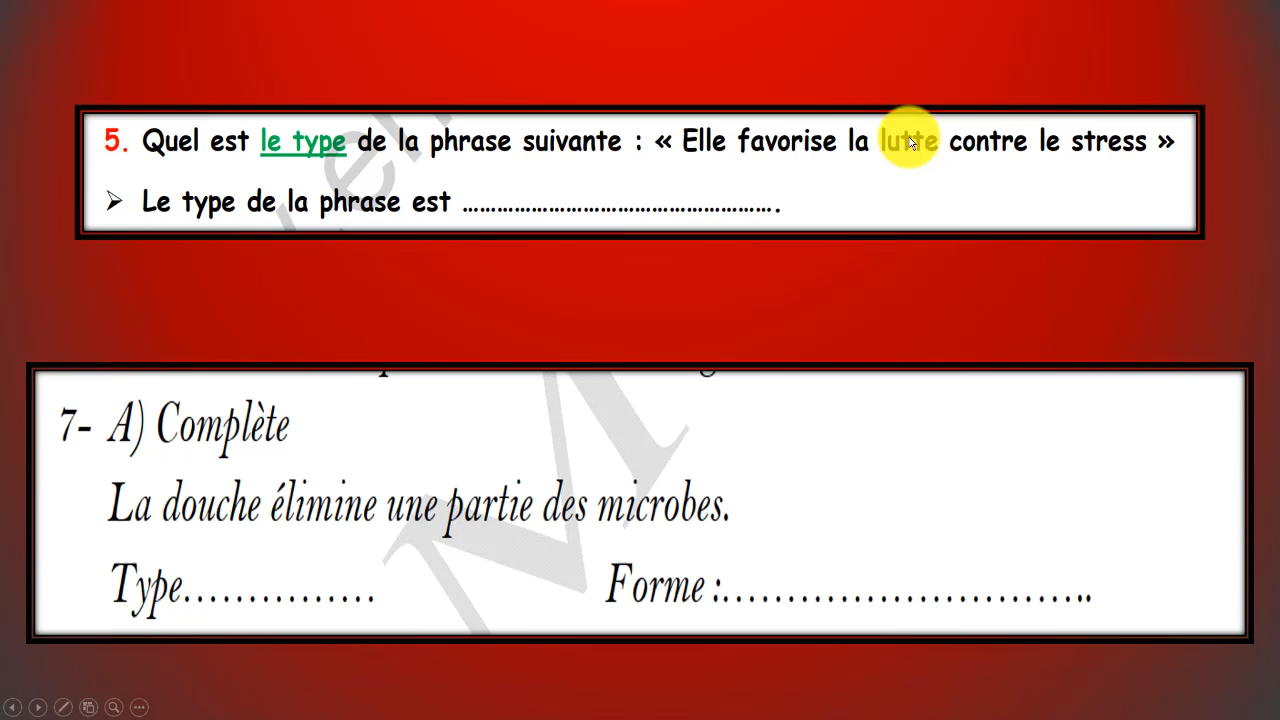 5. Quel est le type de la phrase suivante : « Elle favorise la lutte contre le stress »
➢ Le type de la phrase est ……………………………………………….
7- A) Complète
La douche élimine une partie des microbes.
Type……………
Forme :…………………………..